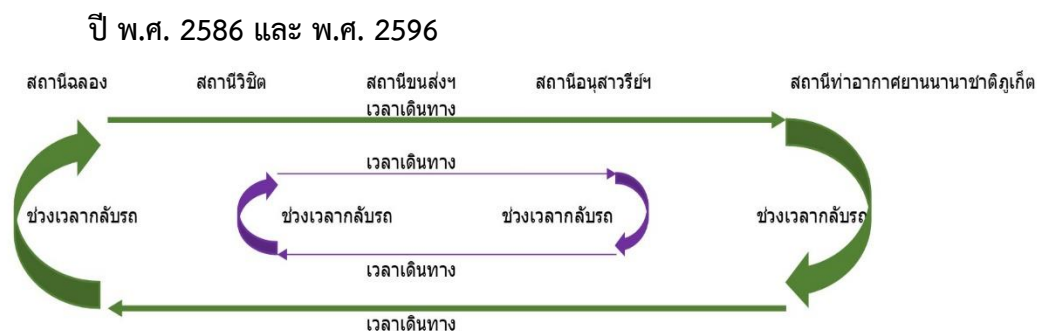 ปี พ.ศ. 2586 และ พ.ศ. 2596
สถานีฉลอง สถานีวิชิต สถานีขนส่งฯ สถานีอนุสาวรีย์ฯ สถานีท่าอากาศยานนานาชาติภูเก็ต
เวลาเดินทาง
เวลาเดินทาง
ช่วงเวลากลับรถ ช่วงเวลากลับรถ ช่วงเวลากลับรถ ช่วงเวลากลับรถ
เวลาเดินทาง
เวลาเดินทาง